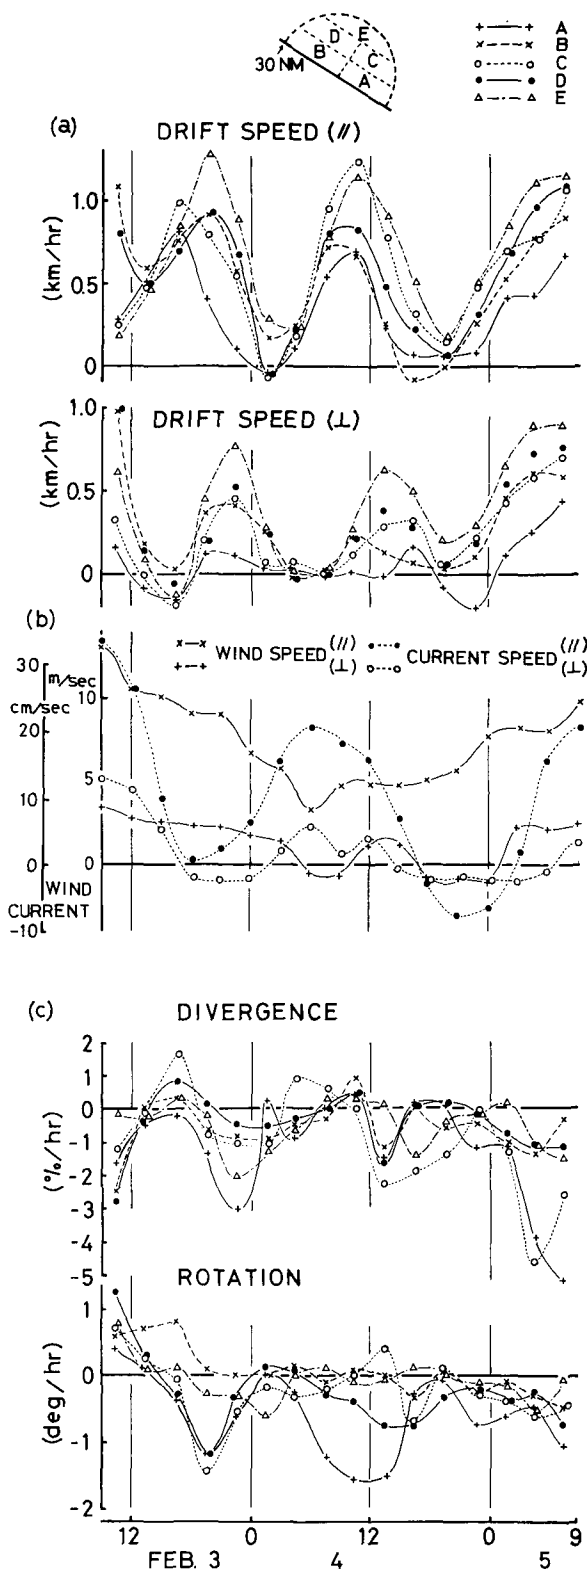 D E
B C
30 NM A
A
B
C
D
E
(a)
DRIFT SPEED (//)
1.0
0.5
0
(km/hr)
DRIFT SPEED (⊥)
1.0
0.5
0
(km/hr)
(b)
WIND SPEED (//) (⊥) CURRENT SPEED (//) (⊥)
30 m/sec
cm/sec 10
20
10 5
0 0
WIND
CURRENT
-10
(c)
DIVERGENCE
2
1
0
-1
-2
-3
-5
(%/hr)
ROTATION
1
0
-1
-2
(deg/hr)
12 0 12 0 9
FEB. 3 4 5